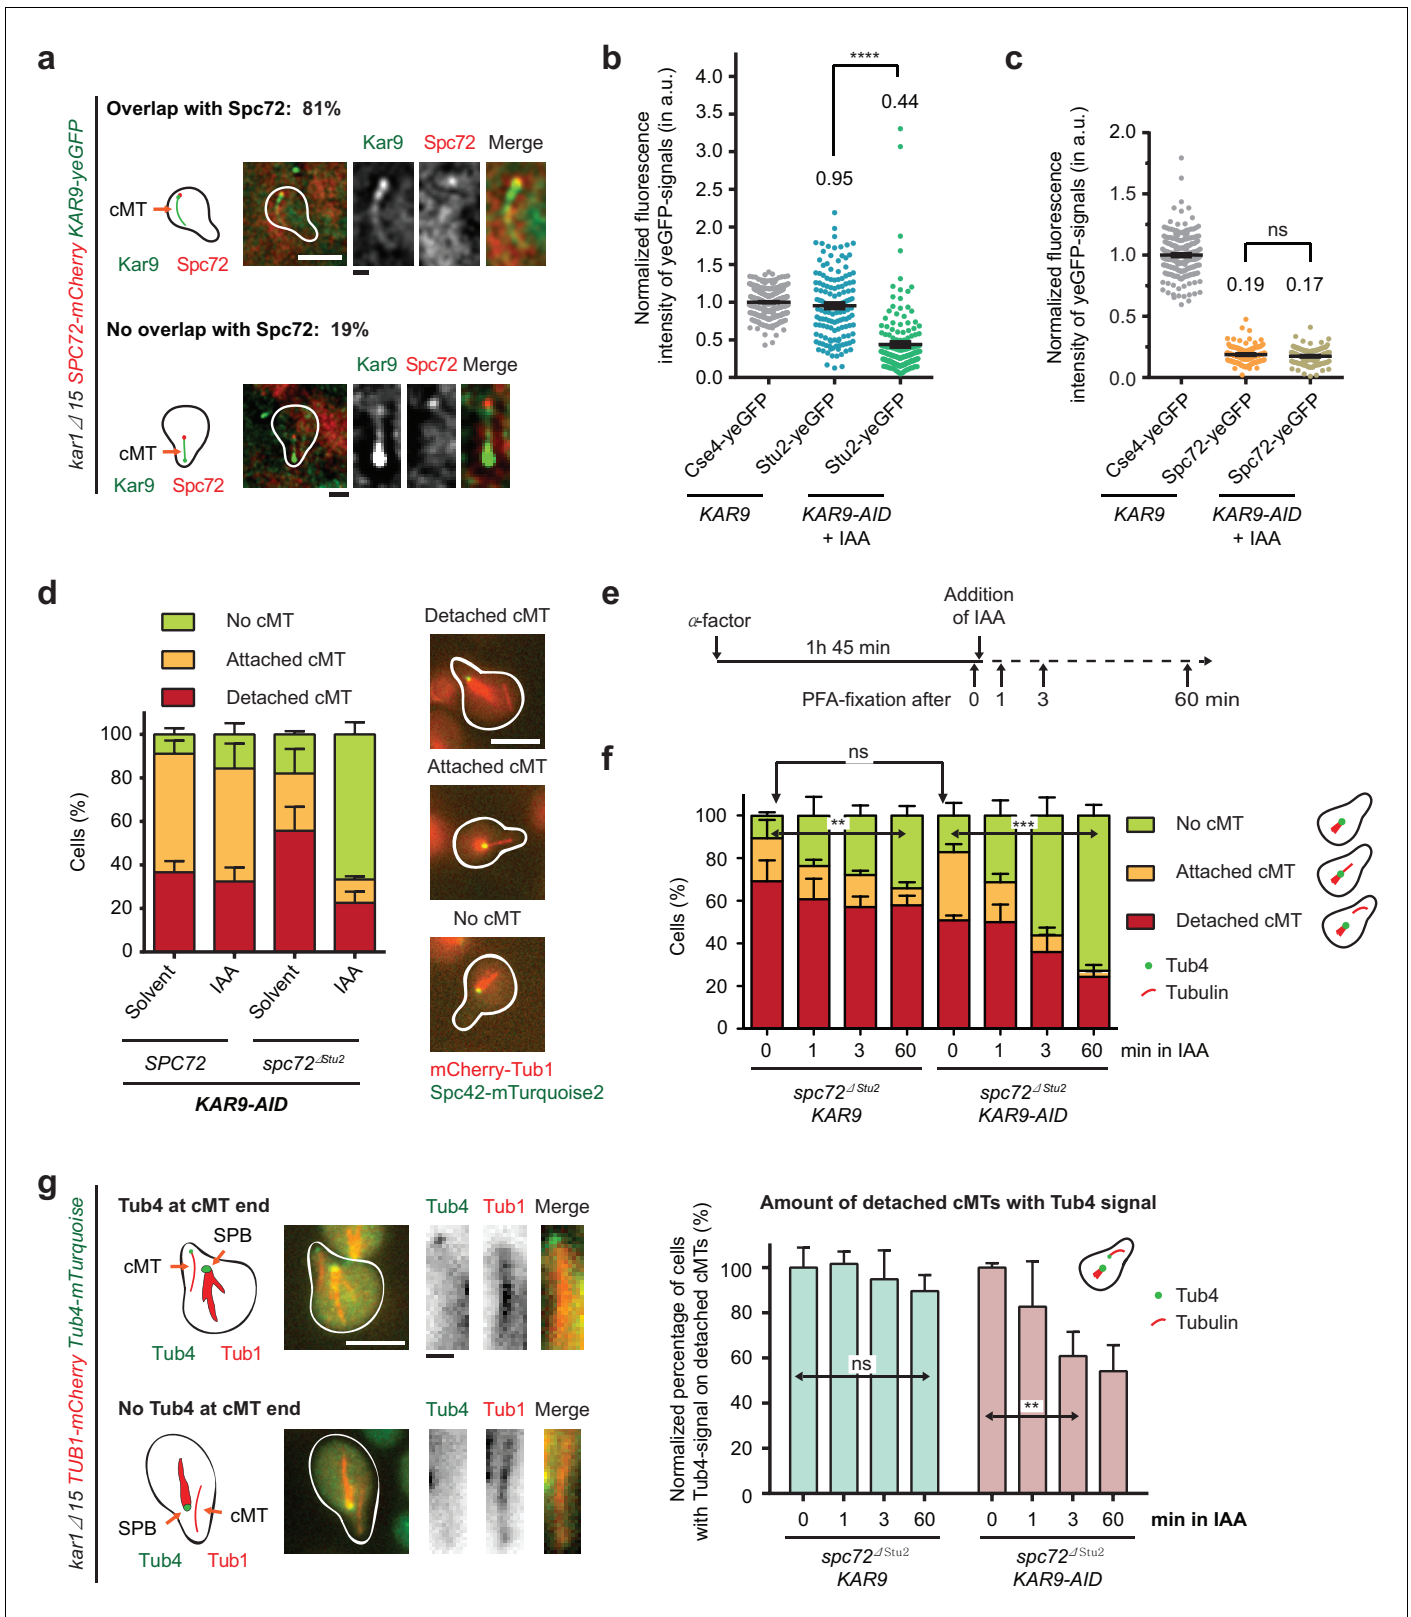 a
kar1Δ15 SPC72-mCherry KAR9-yeGFP
Overlap with Spc72: 81%
Kar9 Spc72 Merge
cMT
Kar9 Spc72
No overlap with Spc72: 19%
Kar9 Spc72 Merge
cMT
Kar9 Spc72
b
Normalized fluorescence
intensity of yeGFP-signals (in a.u.)
4.0
3.5
3.0
2.5
2.0
1.5
1.0
0.5
0.0
****
0.95
0.44
Cse4-yeGFP
Stu2-yeGFP
Stu2-yeGFP
KAR9
KAR9-AID
+ IAA
c
Normalized fluorescence
intensity of yeGFP-signals (in a.u.)
2.0
1.5
1.0
0.5
0.0
ns
0.19 0.17
Cse4-yeGFP
Spc72-yeGFP
Spc72-yeGFP
KAR9
KAR9-AID
+ IAA
d
No cMT
Attached cMT
Detached cMT
Cells (%)
100
80
60
40
20
0
Solvent
IAA
Solvent
IAA
SPC72
spc72ΔStu2
KAR9-AID
Detached cMT
Attached cMT
No cMT
mCherry-Tub1
Spc42-mTurquoise2
e
α-factor
Addition
of IAA
1h 45 min
PFA-fixation after 0 1 3 60 min
f
ns
** ***
Cells (%)
100
80
60
40
20
0
0 1 3 60 0 1 3 60 min in IAA
spc72ΔStu2
KAR9
spc72ΔStu2
KAR9-AID
No cMT
Attached cMT
Detached cMT
Tub4
Tubulin
g
kar1Δ15 TUB1-mCherry Tub4-mTurquoise
Tub4 at cMT end
SPB
cMT
Tub4 Tub1
Tub4 Tub1 Merge
No Tub4 at cMT end
SPB
cMT
Tub4 Tub1
Tub4 Tub1 Merge
Amount of detached cMTs with Tub4 signal
Normalized percentage of cells
with Tub4-signal on detached cMTs (%)
100
80
60
40
20
0
ns
**
Tub4
Tubulin
0 1 3 60 0 1 3 60 min in IAA
spc72ΔStu2
KAR9
spc72ΔStu2
KAR9-AID